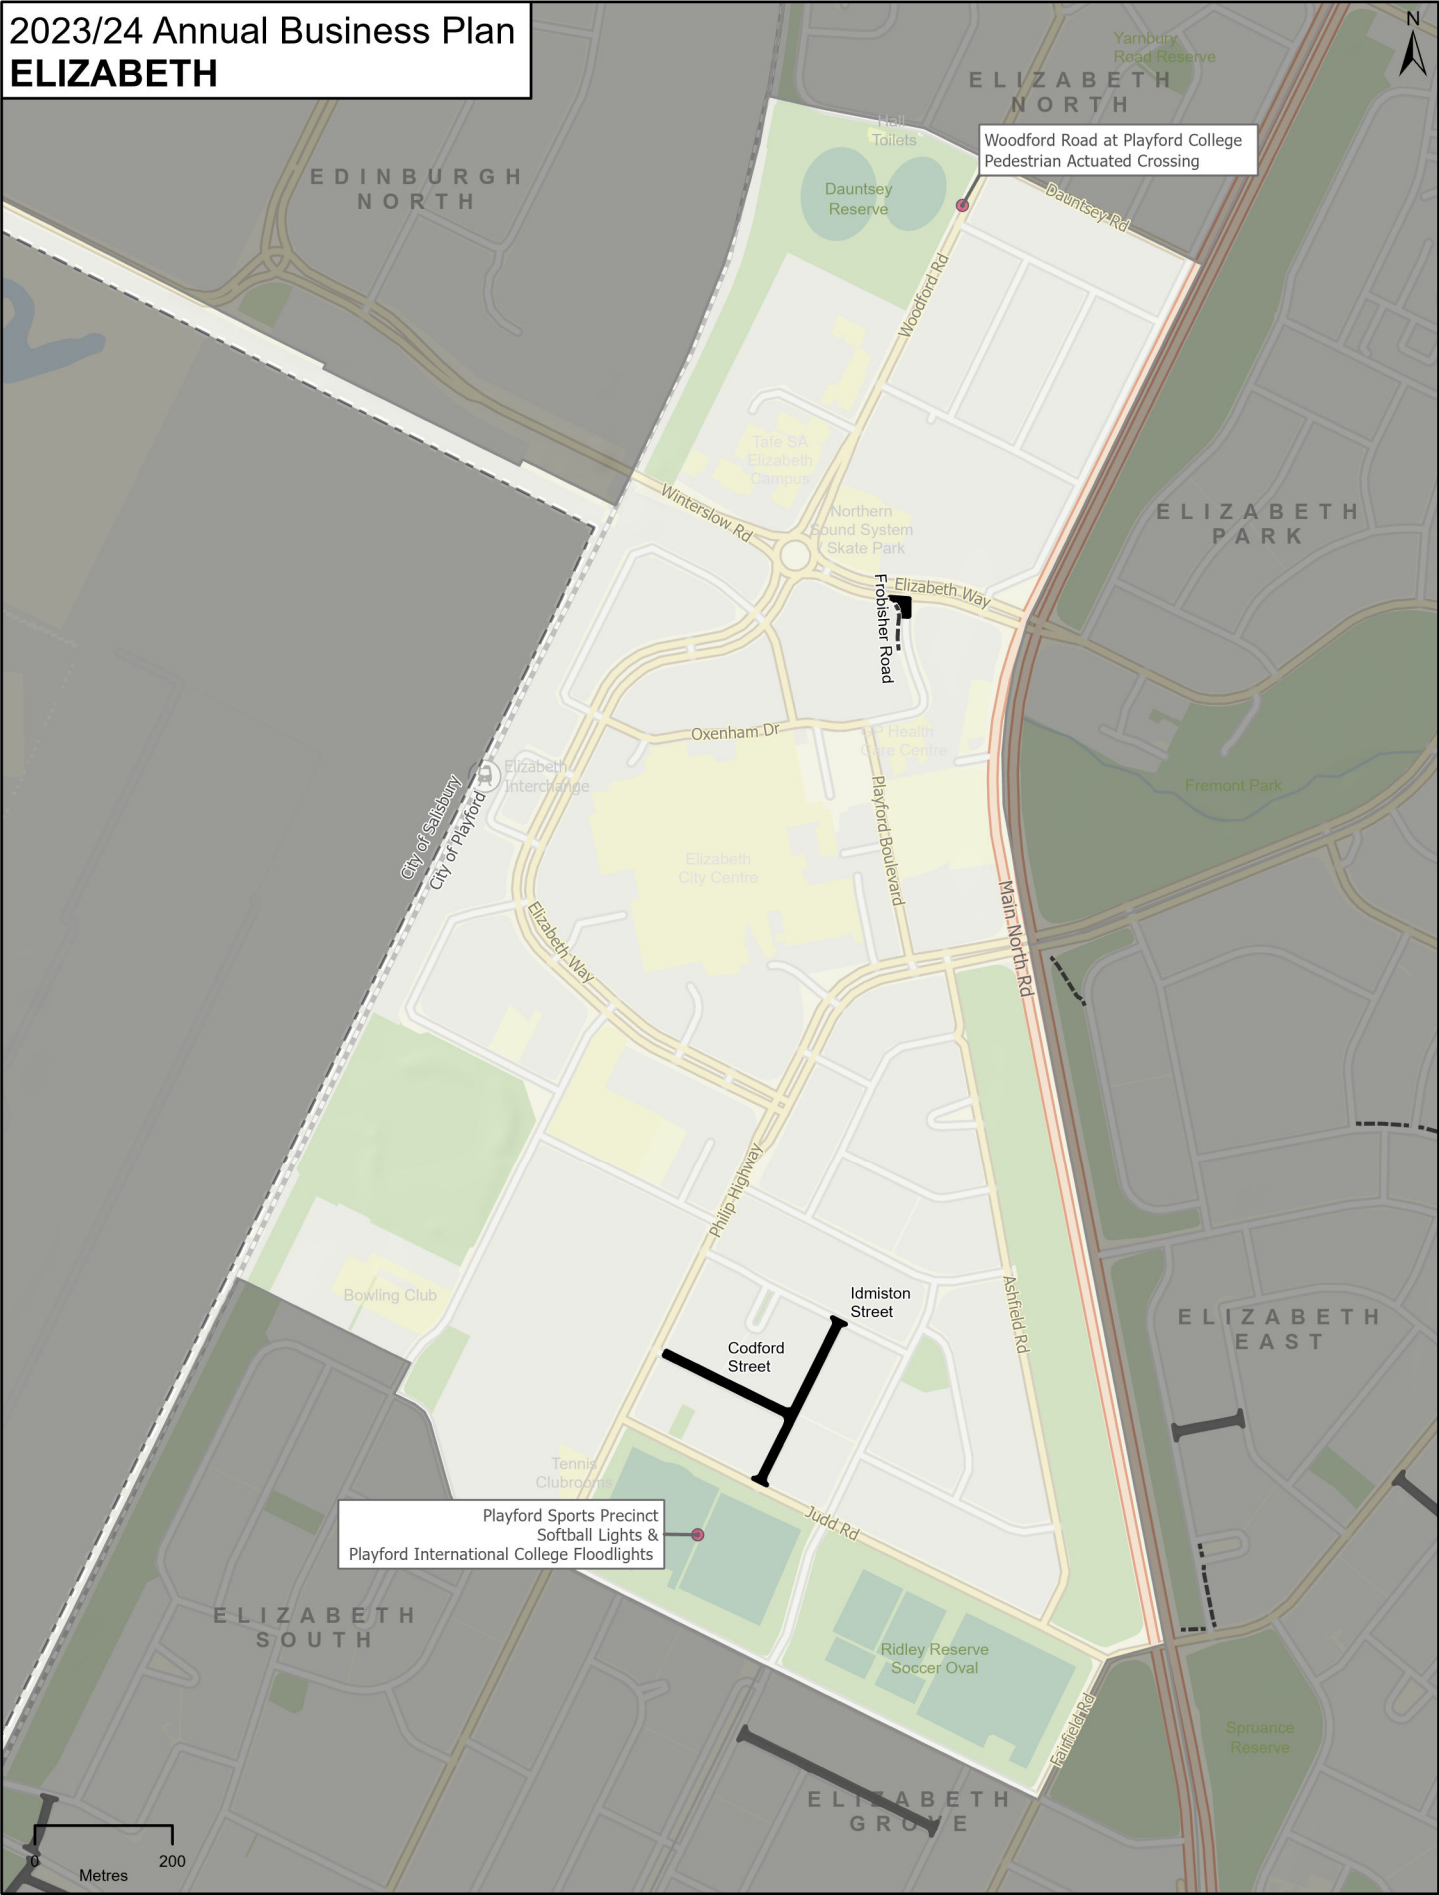 2023/24 Annual Business Plan
ELIZABETH
N
Yarnbury
Road Reserve
ELIZABETH
NORTH
Hall
Toilets
Woodford Road at Playford College
Pedestrian Actuated Crossing
EDINBURGH
NORTH
Dauntsey
Reserve
Dauntsey Rd
Woodford Rd
Tafe SA
Elizabeth
Campus
Winterslow Rd
Northern
Sound System
Skate Park
ELIZABETH
PARK
Elizabeth Way
Frobisher Road
Oxenham Dr
GP Health
Care Centre
Elizabeth
Interchange
Fremont Park
City of Salisbury
City of Playford
Playford Boulevard
Elizabeth
City Centre
Main North Rd
Elizabeth Way
Philip Highway
Bowling Club
Idmiston
Street
Ashfield Rd
ELIZABETH
EAST
Codford
Street
Tennis
Clubrooms
Playford Sports Precinct
Softball Lights &
Playford International College Floodlights
Judd Rd
ELIZABETH
SOUTH
Ridley Reserve
Soccer Oval
Fairfield Rd
Spruance
Reserve
ELIZABETH
GROVE
0 200
Metres